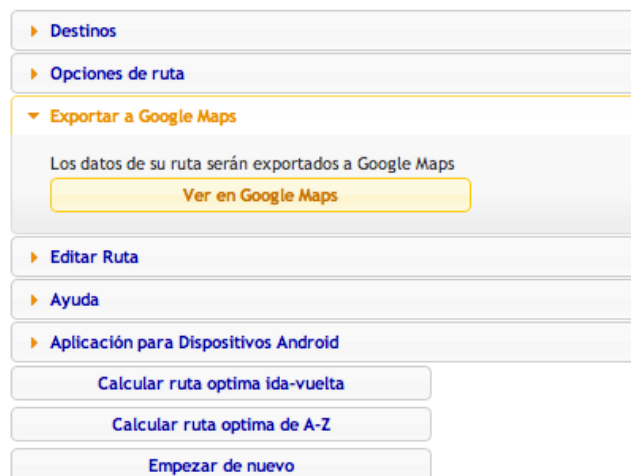 Destinos
Opciones de ruta
Exportar a Google Maps
Los datos de su ruta serán exportados a Google Maps
Ver en Google Maps
Editar Ruta
Ayuda
Aplicación para Dispositivos Android
Calcular ruta optima ida-vuelta
Calcular ruta optima de A-Z
Empezar de nuevo